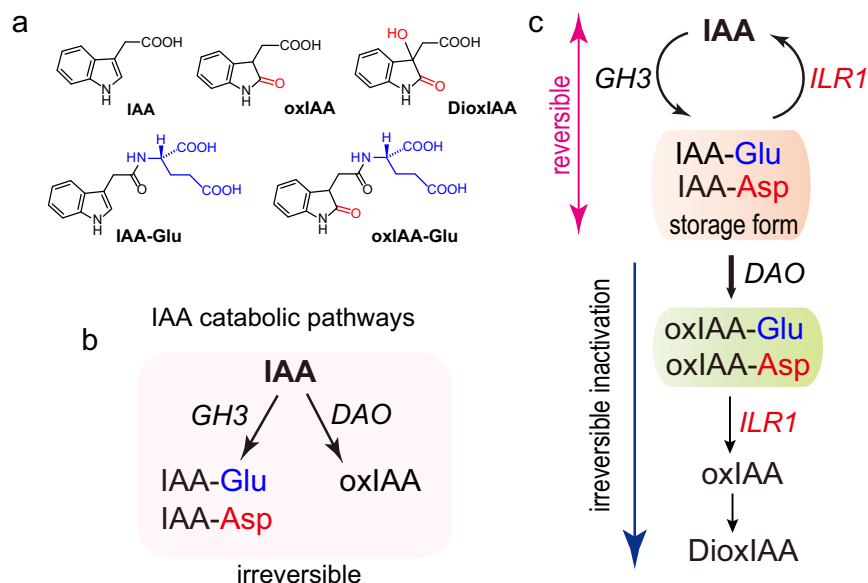 a
COOH
N
H
IAA
COOH
O
N
H
oxIAA
HO
COOH
O
N
H
DioxIAA
H
HN
COOH
O
COOH
N
H
IAA-Glu
H
HN
COOH
O
COOH
O
N
H
oxIAA-Glu
b
IAA catabolic pathways
IAA
GH3
DAO
IAA-Glu
oxIAA
IAA-Asp
irreversible
c
reversible
IAA
GH3
ILR1
IAA-Glu
IAA-Asp
storage form
irreversible inactivation
DAO
oxIAA-Glu
oxIAA-Asp
ILR1
oxIAA
DioxIAA